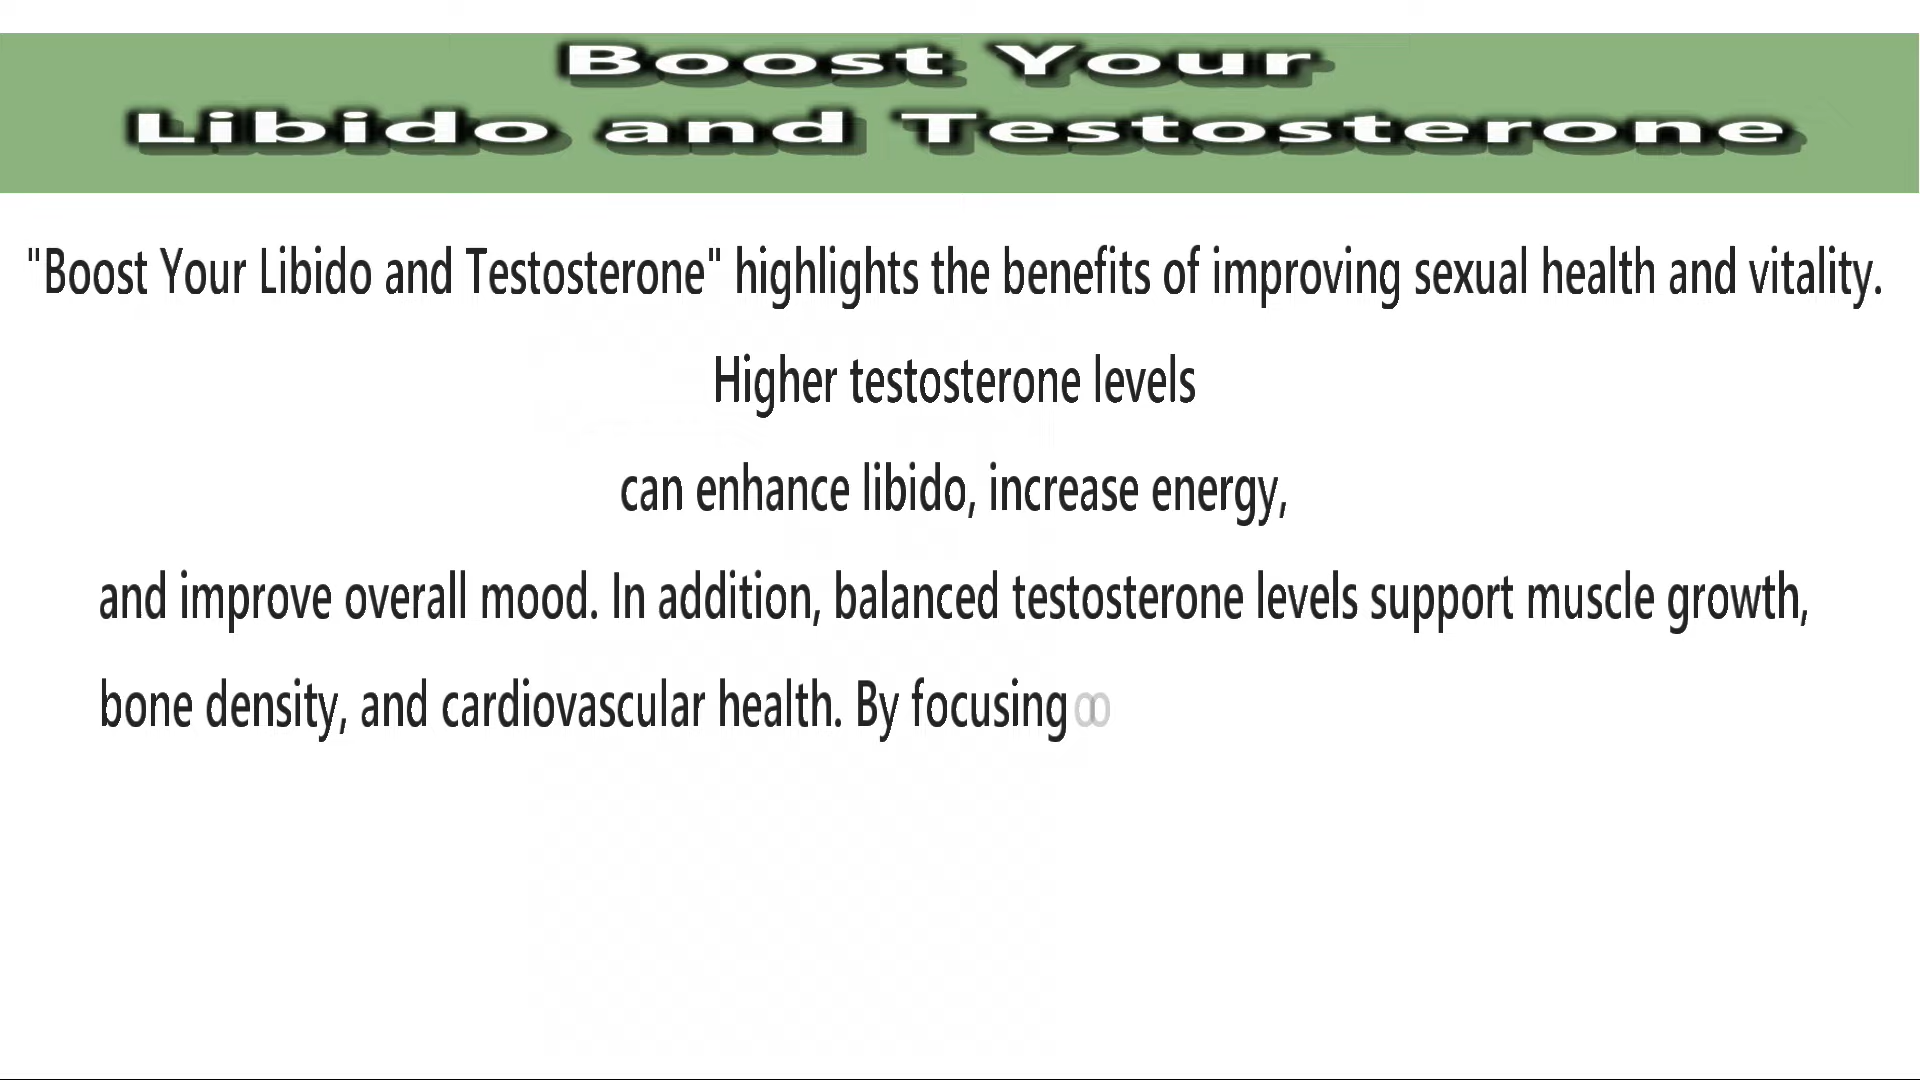 Boost Your
Libido and Testosterone
"Boost Your Libido and Testosterone" highlights the benefits of improving sexual health and vitality.
Higher testosterone levels
can enhance libido, increase energy,
and improve overall mood. In addition, balanced testosterone levels support muscle growth,
bone density, and cardiovascular health. By focusing